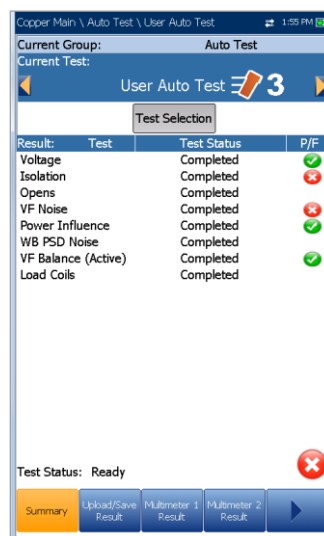 Copper Main \ Auto Test \ User Auto Test 1:55 PM
Current Group: Auto Test
Current Test:
User Auto Test 3
Test Selection
Result: Test Test Status P/F
Voltage Completed
Isolation Completed
Opens Completed
VF Noise Completed
Power Influence Completed
WB PSD Noise Completed
VF Balance (Active) Completed
Load Coils Completed
Test Status: Ready
Summary
Upload/Save
Result
Multimeter 1
Result
Multimeter 2
Result